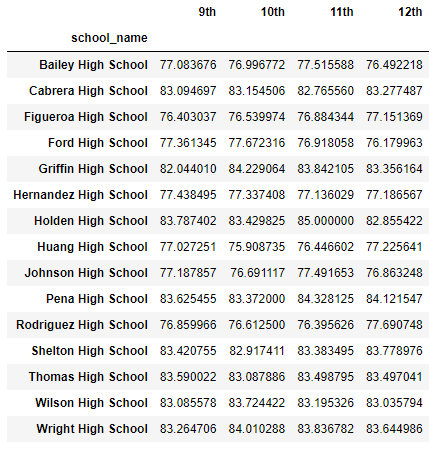 9th 10th 11th 12th
school_name
Bailey High School 77.083676 76.996772 77.515588 76.492218
Cabrera High School 83.094697 83.154506 82.765560 83.277487
Figueroa High School 76.403037 76.539974 76.884344 77.151369
Ford High School 77.361345 77.672316 76.918058 76.179963
Griffin High School 82.044010 84.229064 83.842105 83.356164
Hernandez High School 77.438495 77.337408 77.136029 77.186567
Holden High School 83.787402 83.429825 85.000000 82.855422
Huang High School 77.027251 75.908735 76.446602 77.225641
Johnson High School 77.187857 76.691117 77.491653 76.863248
Pena High School 83.625455 83.372000 84.328125 84.121547
Rodriguez High School 76.859966 76.612500 76.395626 77.690748
Shelton High School 83.420755 82.917411 83.383495 83.778976
Thomas High School 83.590022 83.087886 83.498795 83.497041
Wilson High School 83.085578 83.724422 83.195326 83.035794
Wright High School 83.264706 84.010288 83.836782 83.644986